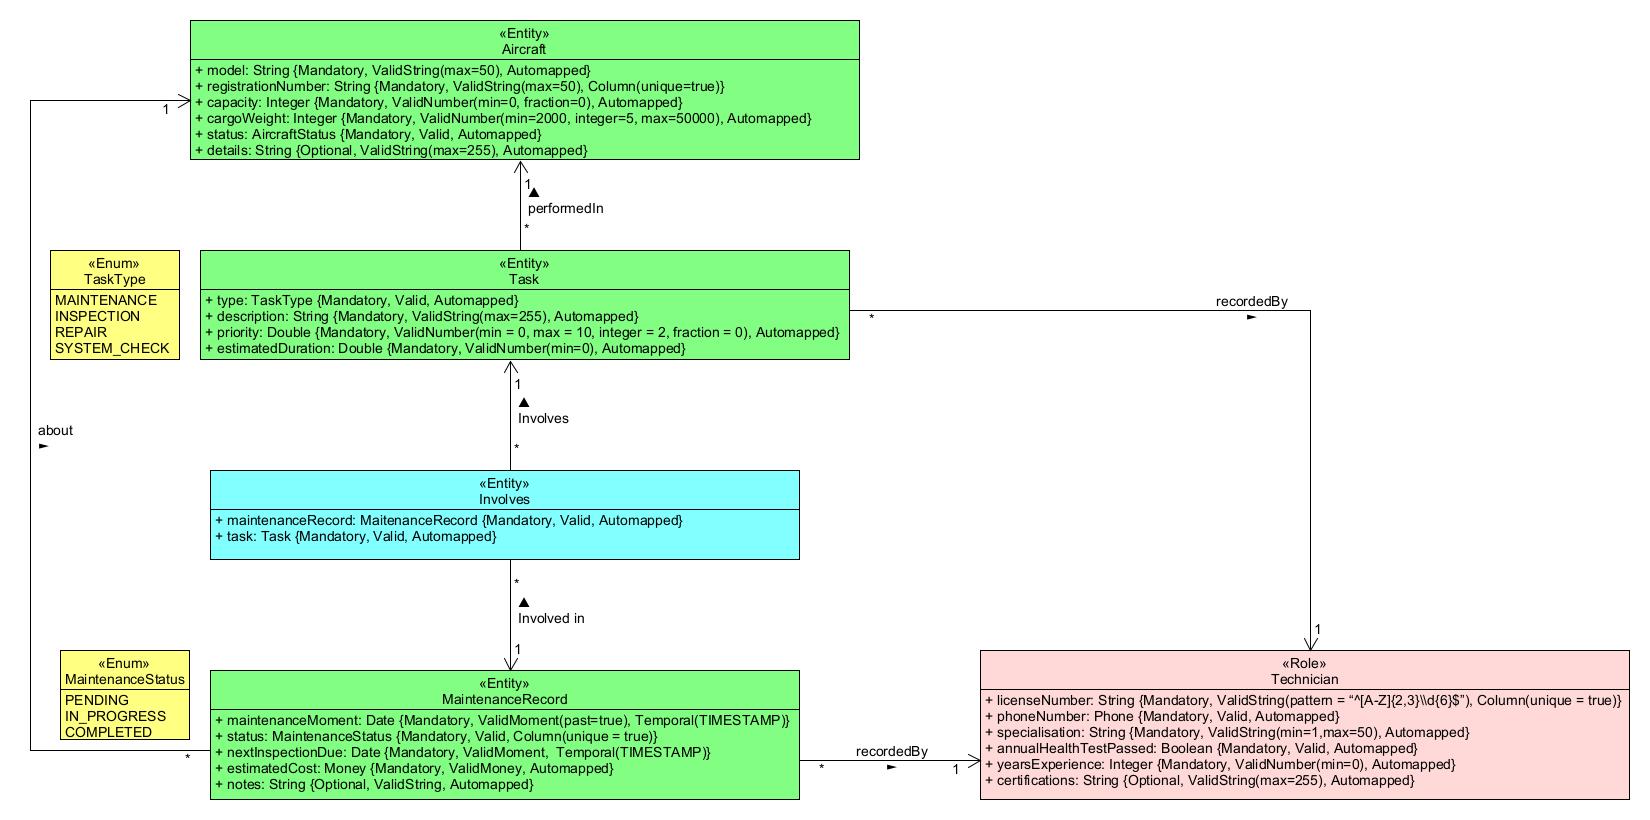 «Entity»
Aircraft
+ model: String {Mandatory, ValidString(max=50), Automapped}
+ registrationNumber: String {Mandatory, ValidString(max=50), Column(unique=true)}
+ capacity: Integer {Mandatory, ValidNumber(min=0, fraction=0), Automapped}
+ cargoWeight: Integer {Mandatory, ValidNumber(min=2000, integer=5, max=50000), Automapped}
+ status: AircraftStatus {Mandatory, Valid, Automapped}
+ details: String {Optional, ValidString(max=255), Automapped}
1
1
performedIn
*
«Enum»
TaskType
MAINTENANCE
INSPECTION
REPAIR
SYSTEM_CHECK
«Entity»
Task
+ type: TaskType {Mandatory, Valid, Automapped}
+ description: String {Mandatory, ValidString(max=255), Automapped}
+ priority: Double {Mandatory, ValidNumber(min = 0, max = 10, integer = 2, fraction = 0), Automapped}
+ estimatedDuration: Double {Mandatory, ValidNumber(min=0), Automapped}
recordedBy
*
1
Involves
*
about
«Entity»
Involves
+ maintenanceRecord: MaitenanceRecord {Mandatory, Valid, Automapped}
+ task: Task {Mandatory, Valid, Automapped}
*
Involved in
1
1
«Enum»
MaintenanceStatus
PENDING
IN_PROGRESS
COMPLETED
*
«Entity»
MaintenanceRecord
+ maintenanceMoment: Date {Mandatory, ValidMoment(past=true), Temporal(TIMESTAMP)}
+ status: MaintenanceStatus {Mandatory, Valid, Column(unique = true)}
+ nextInspectionDue: Date {Mandatory, ValidMoment,  Temporal(TIMESTAMP)}
+ estimatedCost: Money {Mandatory, ValidMoney, Automapped}
+ notes: String {Optional, ValidString, Automapped}
recordedBy
*
1
«Role»
Technician
+ licenseNumber: String {Mandatory, ValidString(pattern = “^[A-Z]{2,3}\\d{6}$”), Column(unique = true)}
+ phoneNumber: Phone {Mandatory, Valid, Automapped}
+ specialisation: String {Mandatory, ValidString(min=1,max=50), Automapped}
+ annualHealthTestPassed: Boolean {Mandatory, Valid, Automapped}
+ yearsExperience: Integer {Mandatory, ValidNumber(min=0), Automapped}
+ certifications: String {Optional, ValidString(max=255), Automapped}